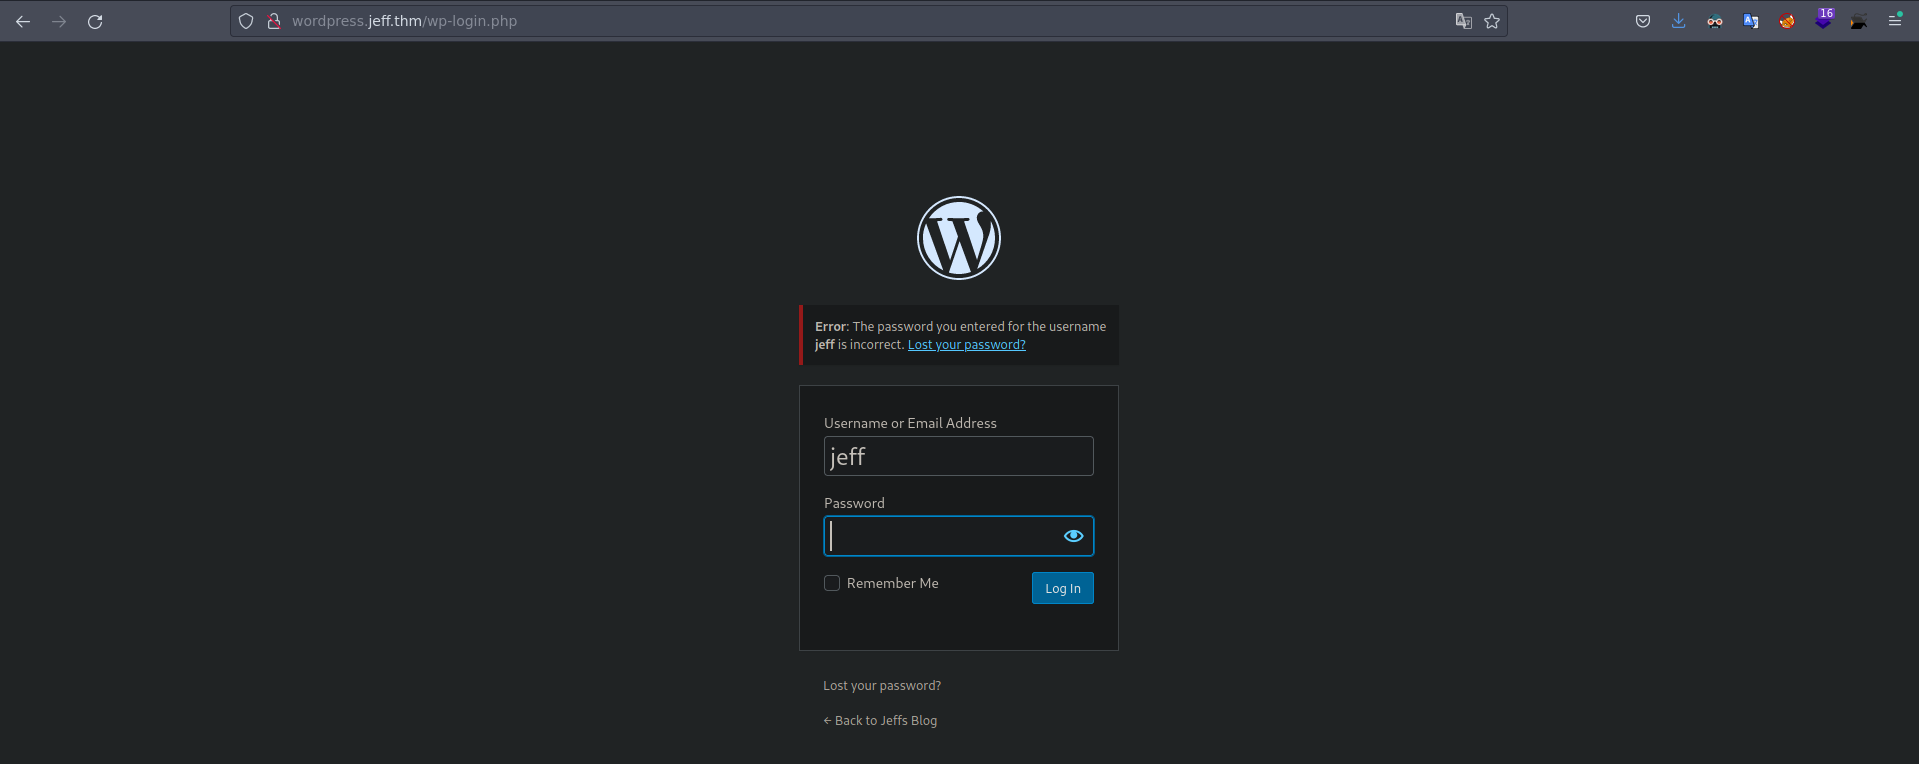 wordpress.jeff.thm/wp-login.php
16
Error: The password you entered for the username
jeff is incorrect. Lost your password?
Username or Email Address
jeff
Password
Remember Me
Log In
Lost your password?
← Back to Jeffs Blog